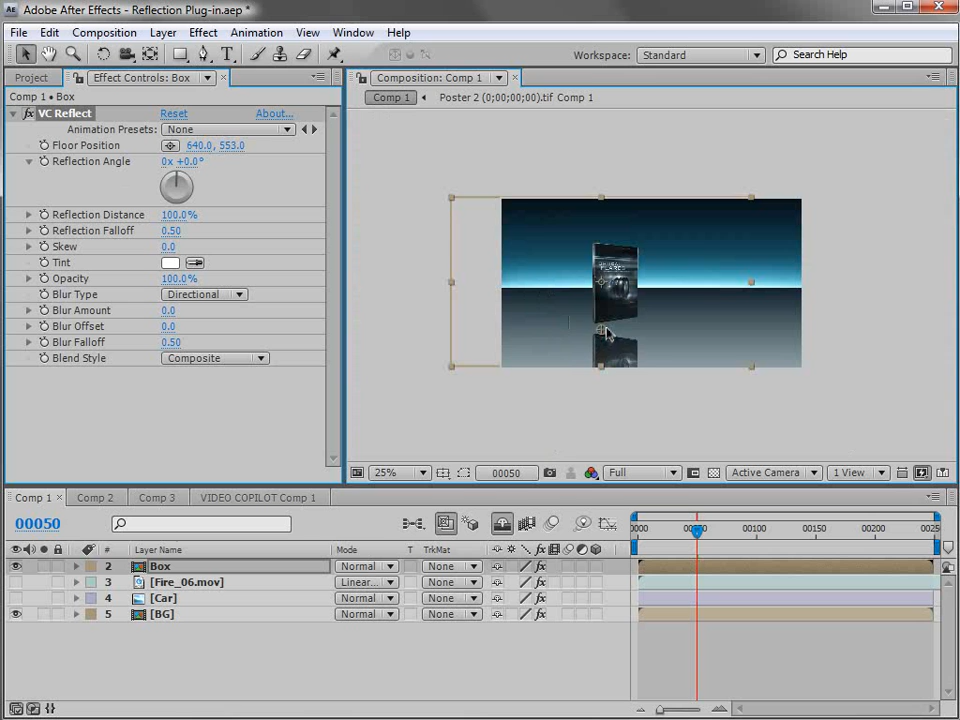 Adobe After Effects - Reflection Plug-in.aep *
File Edit Composition Layer Effect Animation View Window Help
Workspace: Standard Search Help
Project Effect Controls: Box Composition: Comp 1
Comp 1 • Box
Comp 1 Poster 2 (0;00;00;00).tif Comp 1
fx VC Reflect Reset About...
Animation Presets: None
Floor Position 640.0, 553.0
Reflection Angle 0x +0.0°
Reflection Distance 100.0%
Reflection Falloff 0.50
Skew 0.0
Tint
Opacity 100.0%
Blur Type Directional
Blur Amount 0.0
Blur Offset 0.0
Blur Falloff 0.50
Blend Style Composite
25% 00050 Full Active Camera 1 View
Comp 1 Comp 2 Comp 3 VIDEO COPILOT Comp 1
00050
0000 00100 00150 00200 0025
# Layer Name Mode T TrkMat
2 Box Normal None
3 [Fire_06.mov] Linear... None
4 [Car] Normal None
5 [BG] Normal None